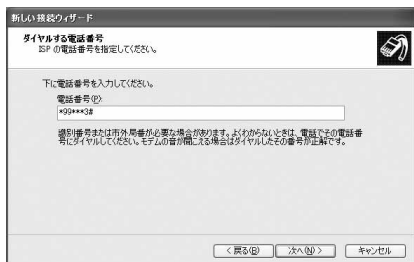 新しい接続ウィザード
ダイヤルする電話番号
ISP の電話番号を指定してください。
下に電話番号を入力してください。
電話番号(P):
*99***3#
識別番号または市外局番が必要な場合があります。よくわからないときは、電話でその電話番
号にダイヤルしてください。モデムの音が聞こえる場合はダイヤルしたその番号が正解です。
< 戻る(B)
次へ(N) >
キャンセル